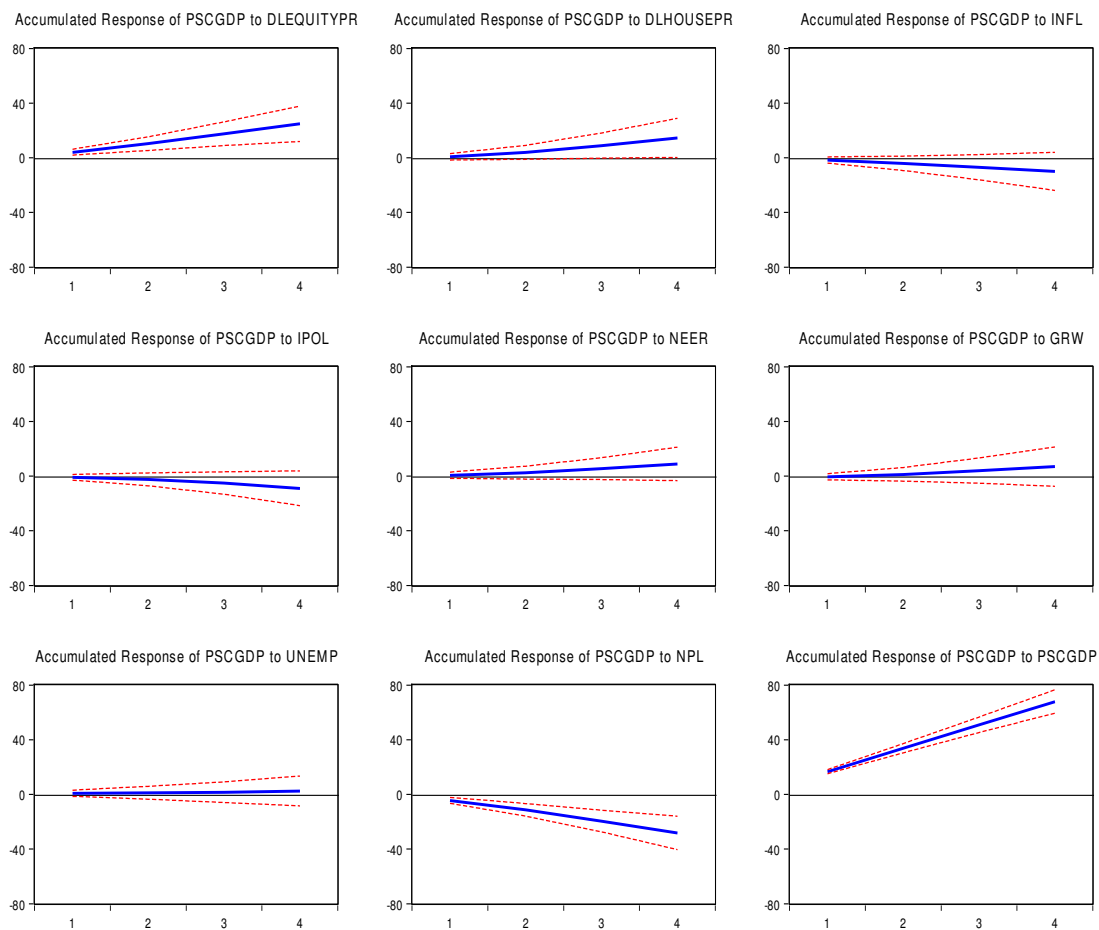 Accumulated Response of PSCGDP to DLEQUITYPR
Accumulated Response of PSCGDP to DLHOUSEPR
Accumulated Response of PSCGDP to INFL
80
40
0
-40
-80
1 2 3 4
80
40
0
-40
-80
1 2 3 4
80
40
0
-40
-80
1 2 3 4
Accumulated Response of PSCGDP to IPOL
Accumulated Response of PSCGDP to NEER
Accumulated Response of PSCGDP to GRW
80
40
0
-40
-80
1 2 3 4
80
40
0
-40
-80
1 2 3 4
80
40
0
-40
-80
1 2 3 4
Accumulated Response of PSCGDP to UNEMP
Accumulated Response of PSCGDP to NPL
Accumulated Response of PSCGDP to PSCGDP
80
40
0
-40
-80
1 2 3 4
80
40
0
-40
-80
1 2 3 4
80
40
0
-40
-80
1 2 3 4